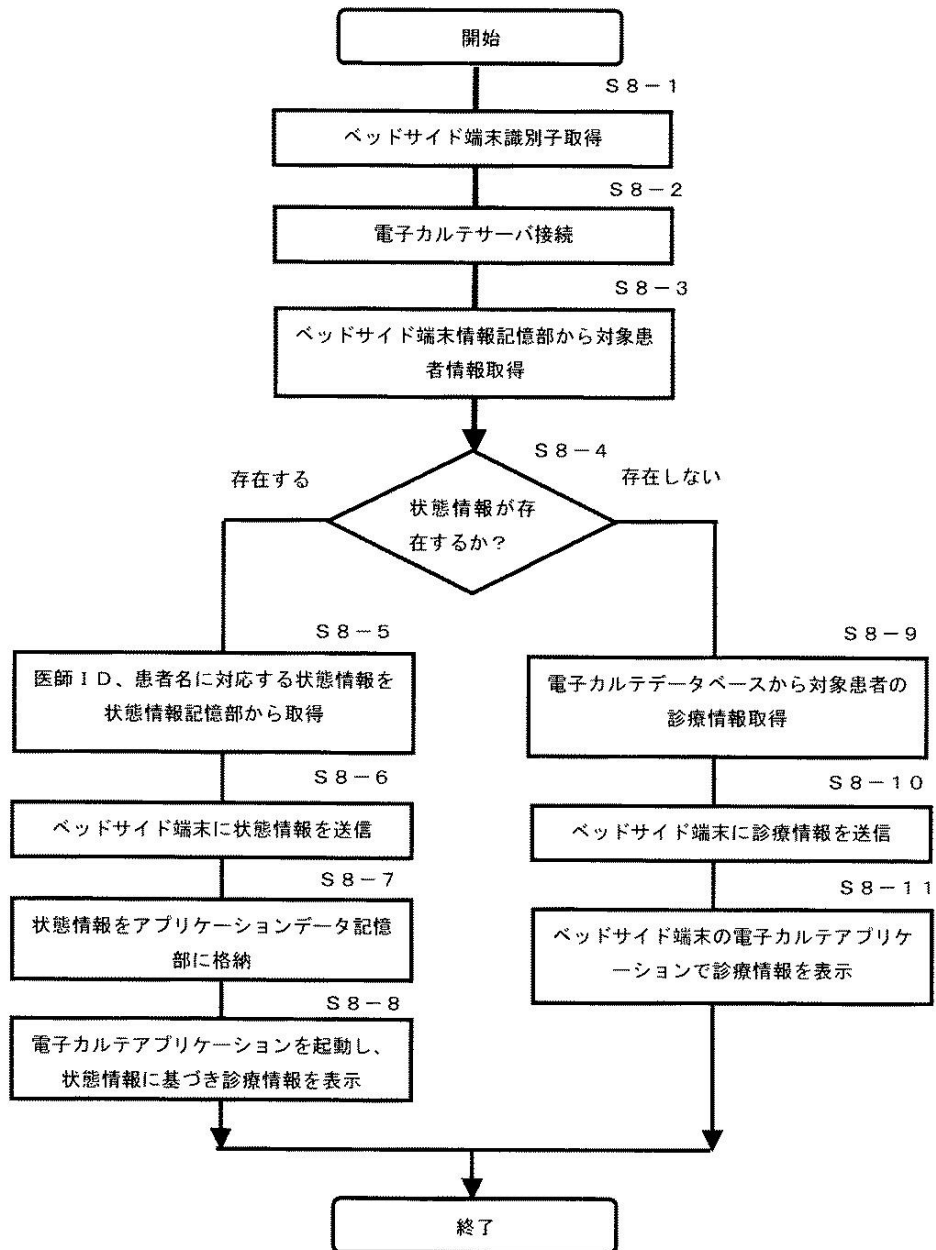 開始
S8-1
ベッドサイド端末識別子取得
S8-2
電子カルテサーバ接続
S8-3
ベッドサイド端末情報記憶部から対象患
者情報取得
S8-4
存在する
存在しない
状態情報が存
在するか?
S8-5
医師ID、患者名に対応する状態情報を
状態情報記憶部から取得
S8-6
ベッドサイド端末に状態情報を送信
S8-7
状態情報をアプリケーションデータ記憶
部に格納
S8-8
電子カルテアプリケーションを起動し、
状態情報に基づき診療情報を表示
S8-9
電子カルテデータベースから対象患者の
診療情報取得
S8-10
ベッドサイド端末に診療情報を送信
S8-11
ベッドサイド端末の電子カルテアプリケ
ーションで診療情報を表示
終了